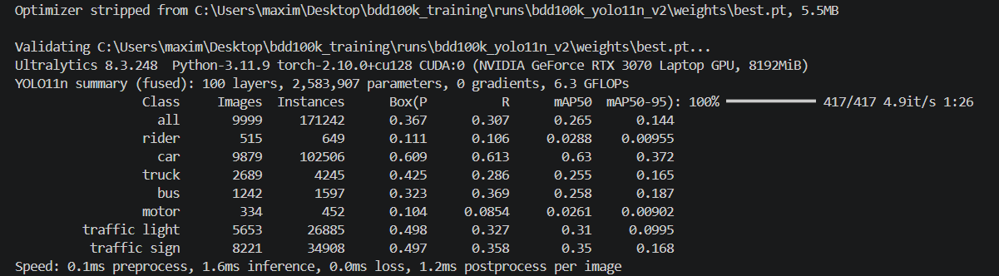 Optimizer stripped from C:\Users\maxim\Desktop\bdd100k_training\runs\bdd100k_yolo11n_v2\weights\best.pt, 5.5MB
Validating C:\Users\maxim\Desktop\bdd100k_training\runs\bdd100k_yolo11n_v2\weights\best.pt...
Ultralytics 8.3.248 Python-3.11.9 torch-2.10.0+cu128 CUDA:0 (NVIDIA GeForce RTX 3070 Laptop GPU, 8192MiB)
YOLO11n summary (fused): 100 layers, 2,583,907 parameters, 0 gradients, 6.3 GFLOPs
Class Images Instances Box(P R mAP50 mAP50-95): 100% ━━━━━━━━━━━━ 417/417 4.9it/s 1:26
all 9999 171242 0.367 0.307 0.265 0.144
rider 515 649 0.111 0.106 0.0288 0.00955
car 9879 102506 0.609 0.613 0.63 0.372
truck 2689 4245 0.425 0.286 0.255 0.165
bus 1242 1597 0.323 0.369 0.258 0.187
motor 334 452 0.104 0.0854 0.0261 0.00902
traffic light 5653 26885 0.498 0.327 0.31 0.0995
traffic sign 8221 34908 0.497 0.358 0.35 0.168
Speed: 0.1ms preprocess, 1.6ms inference, 0.0ms loss, 1.2ms postprocess per image